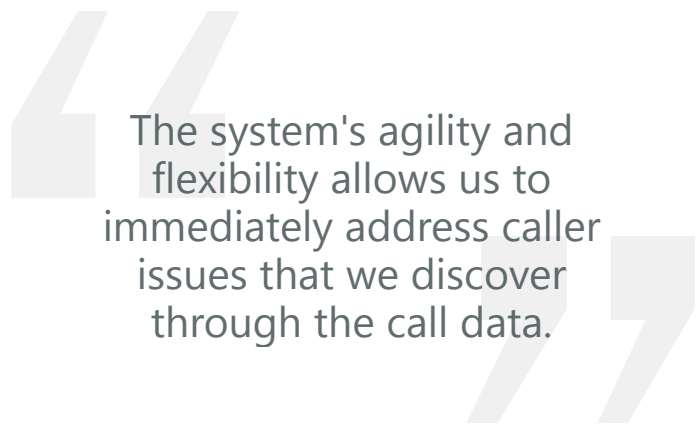 The system's agility and
flexibility allows us to
immediately address caller
issues that we discover
through the call data.